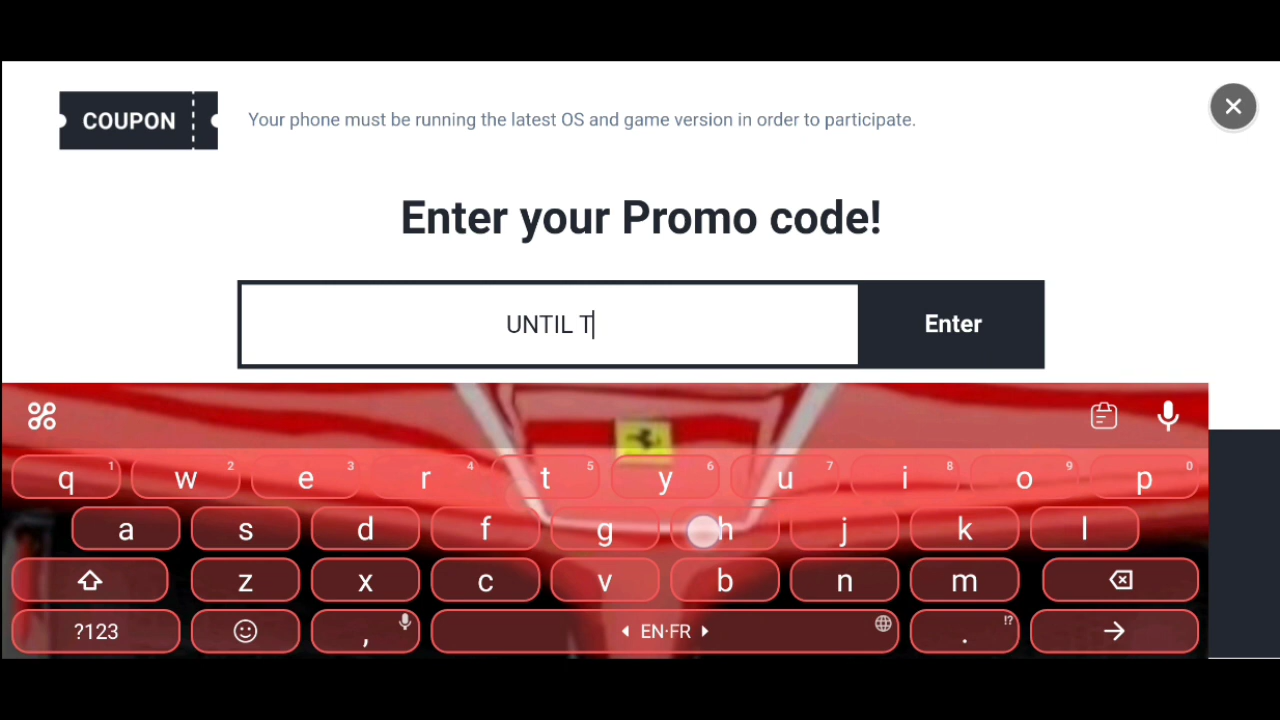 COUPON
Your phone must be running the latest OS and game version in order to participate.
Enter your Promo code!
UNTIL T
Enter
q 1 w 2 e 3 r 4 t 5 y 6 u 7 i 8 o 9 p 0
a s d f g h j k l
z x c v b n m
?123 , EN·FR . !?